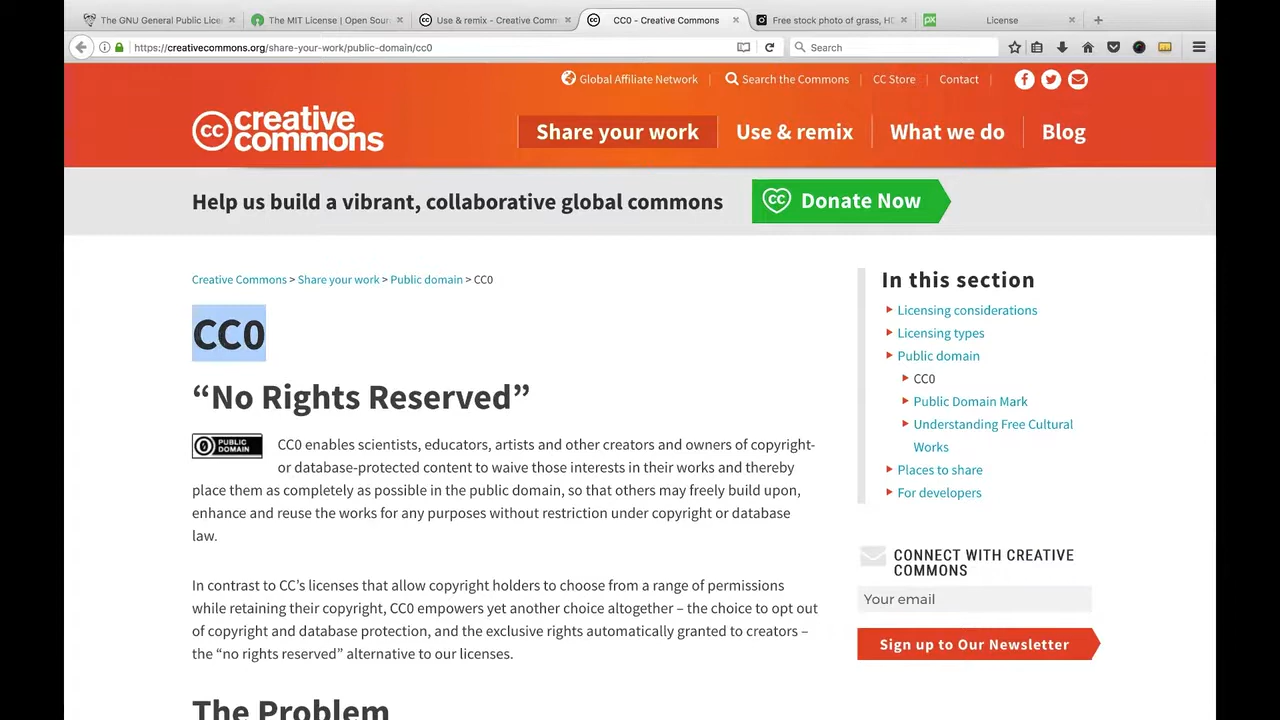 The GNU General Public Lice
The MIT License | Open Sour
Use & remix - Creative Comm
CC0 - Creative Commons
Free stock photo of grass, HD
License
https://creativecommons.org/share-your-work/public-domain/cc0
Search
Global Affiliate Network
Search the Commons
CC Store
Contact
cc creative commons
Share your work
Use & remix
What we do
Blog
Help us build a vibrant, collaborative global commons
cc Donate Now
Creative Commons > Share your work > Public domain > CC0
CC0
“No Rights Reserved”
PUBLIC DOMAIN
CC0 enables scientists, educators, artists and other creators and owners of copyright-
or database-protected content to waive those interests in their works and thereby
place them as completely as possible in the public domain, so that others may freely build upon,
enhance and reuse the works for any purposes without restriction under copyright or database
law.
In contrast to CC’s licenses that allow copyright holders to choose from a range of permissions
while retaining their copyright, CC0 empowers yet another choice altogether – the choice to opt out
of copyright and database protection, and the exclusive rights automatically granted to creators –
the “no rights reserved” alternative to our licenses.
The Problem
In this section
Licensing considerations
Licensing types
Public domain
CC0
Public Domain Mark
Understanding Free Cultural
Works
Places to share
For developers
CONNECT WITH CREATIVE
COMMONS
Your email
Sign up to Our Newsletter